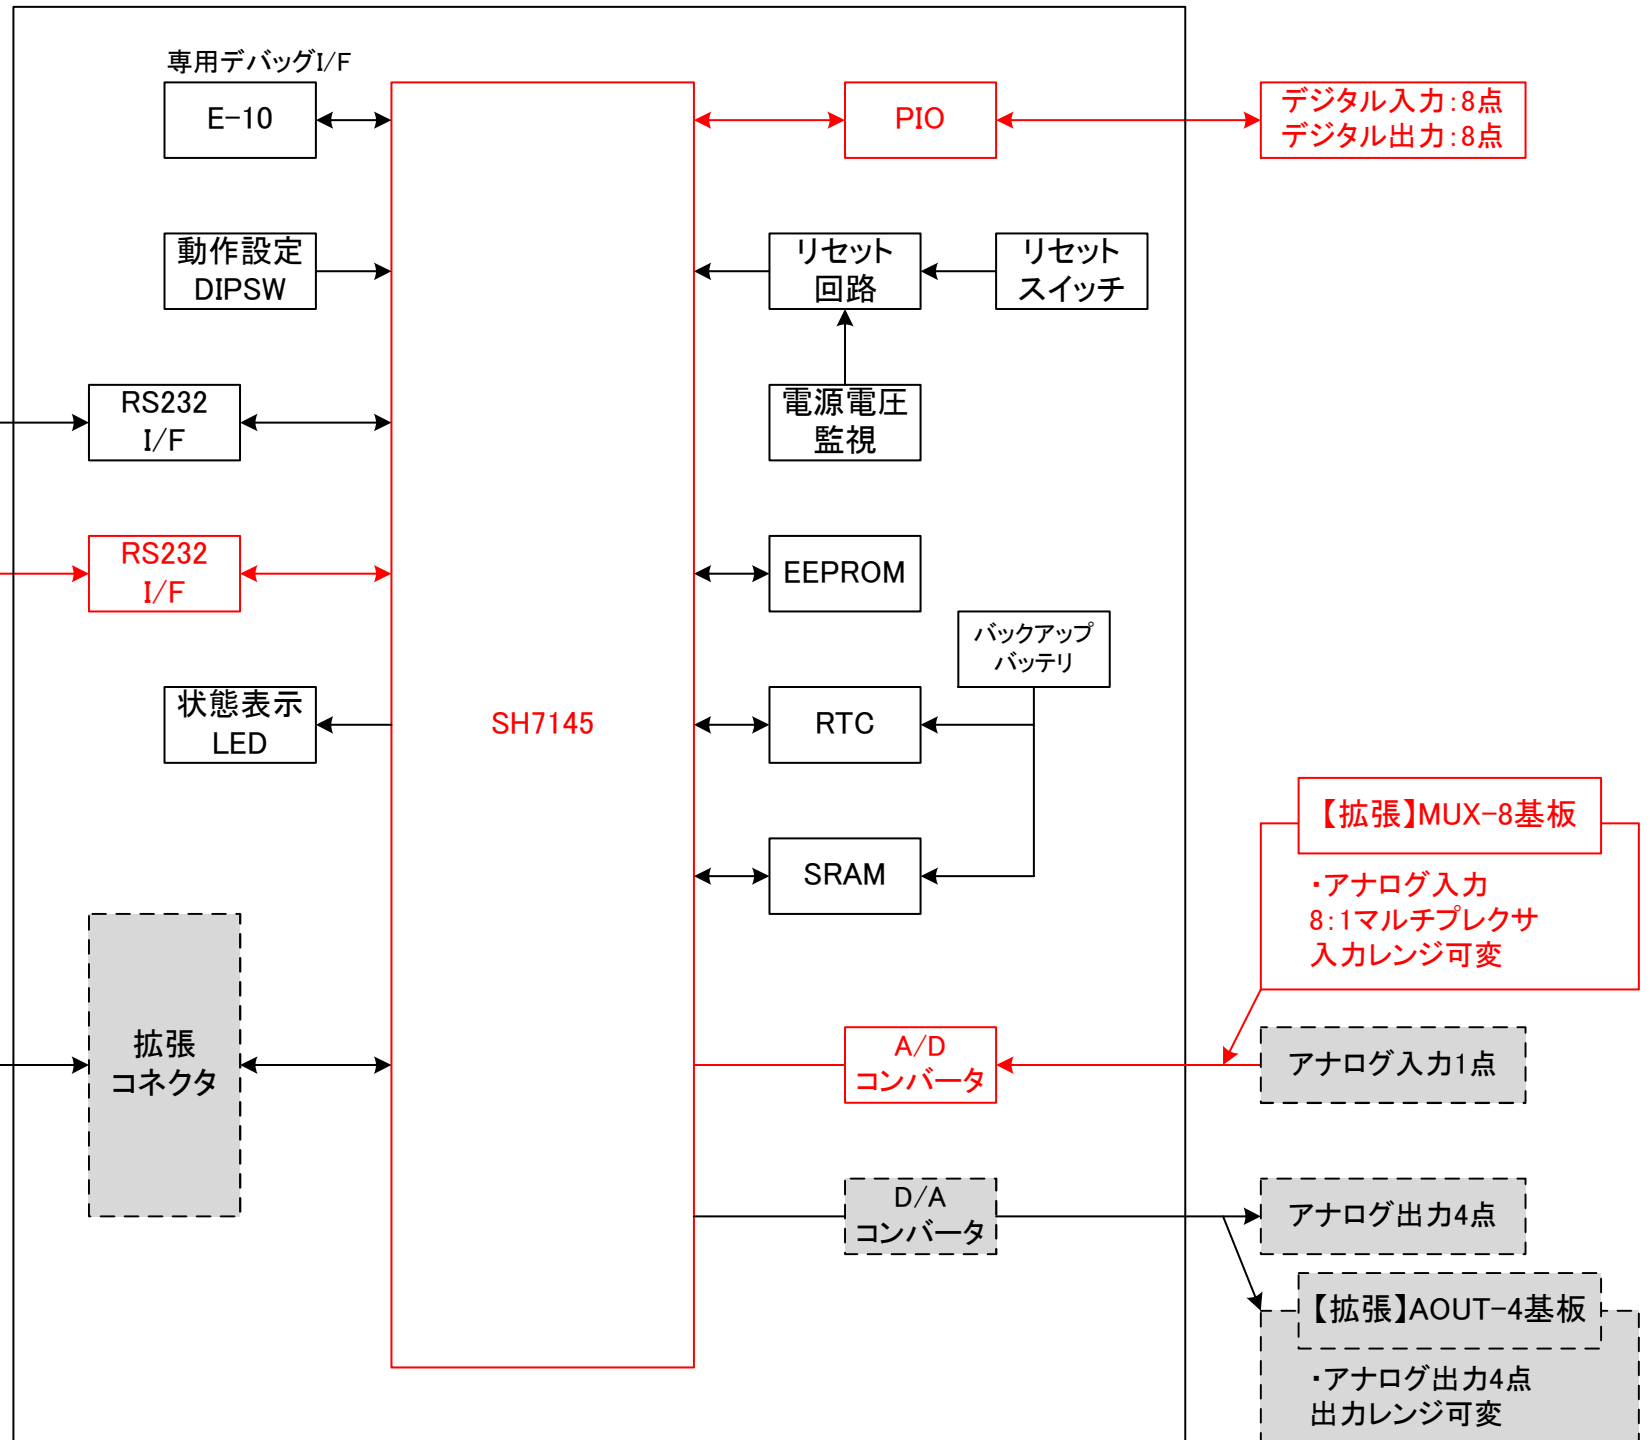 専用デバッグI/F
E-10
PIO
デジタル入力:8点
デジタル出力:8点
動作設定
DIPSW
リセット
回路
リセット
スイッチ
RS232
I/F
電源電圧
監視
RS232
I/F
EEPROM
バックアップ
バッテリ
状態表示
LED
SH7145
RTC
【拡張】MUX-8基板
SRAM
・アナログ入力
8:1マルチプレクサ
入力レンジ可変
拡張
コネクタ
A/D
コンバータ
アナログ入力1点
D/A
コンバータ
アナログ出力4点
【拡張】AOUT-4基板
・アナログ出力4点
出力レンジ可変